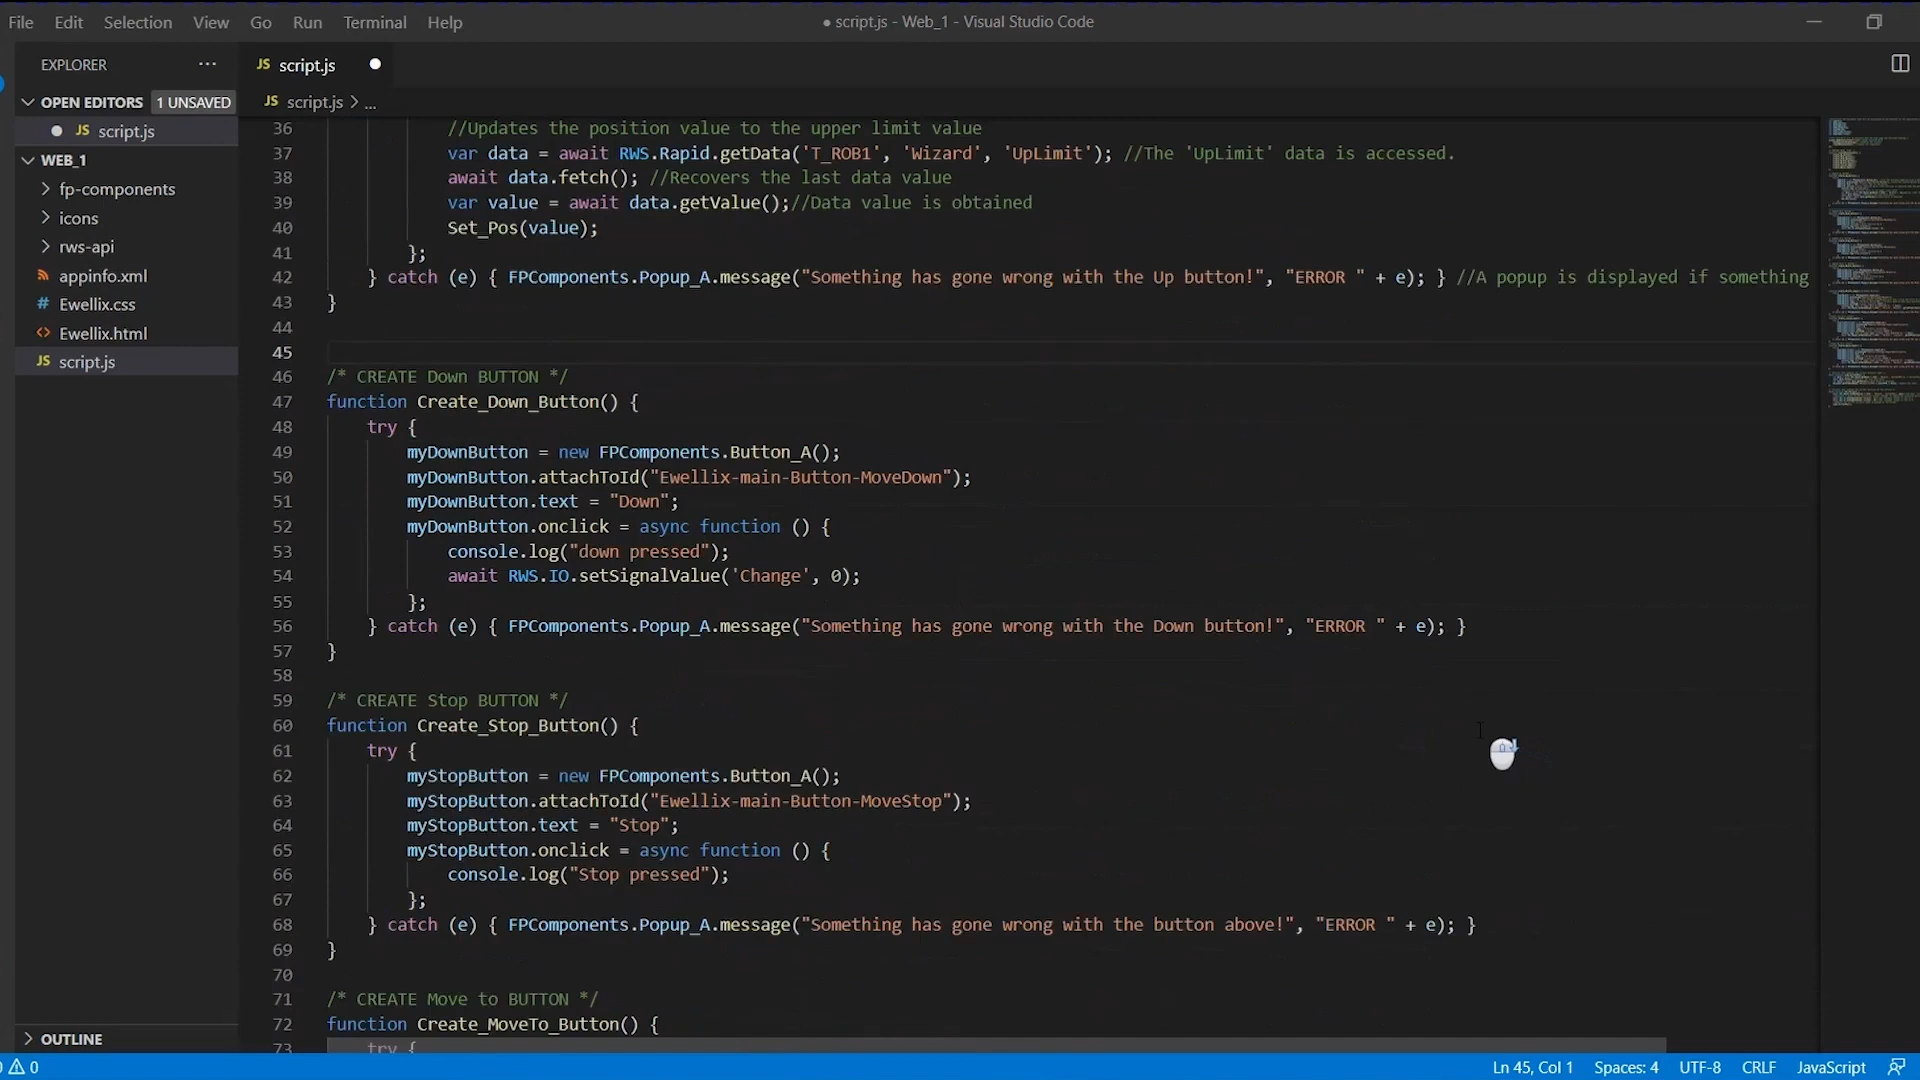 File Edit Selection View Go Run Terminal Help
● script.js - Web_1 - Visual Studio Code
EXPLORER ···
JS script.js ●
OPEN EDITORS 1 UNSAVED
JS script.js > ...
● JS script.js
WEB_1
fp-components
icons
rws-api
appinfo.xml
# Ewellix.css
<> Ewellix.html
JS script.js
OUTLINE
36 //Updates the position value to the upper limit value
37 var data = await RWS.Rapid.getData('T_ROB1', 'Wizard', 'UpLimit'); //The 'UpLimit' data is accessed.
38 await data.fetch(); //Recovers the last data value
39 var value = await data.getValue();//Data value is obtained
40 Set_Pos(value);
41 };
42 } catch (e) { FPComponents.Popup_A.message("Something has gone wrong with the Up button!", "ERROR " + e); } //A popup is displayed if something
43 }
44
45
46 /* CREATE Down BUTTON */
47 function Create_Down_Button() {
48 try {
49 myDownButton = new FPComponents.Button_A();
50 myDownButton.attachToId("Ewellix-main-Button-MoveDown");
51 myDownButton.text = "Down";
52 myDownButton.onclick = async function () {
53 console.log("down pressed");
54 await RWS.IO.setSignalValue('Change', 0);
55 };
56 } catch (e) { FPComponents.Popup_A.message("Something has gone wrong with the Down button!", "ERROR " + e); }
57 }
58
59 /* CREATE Stop BUTTON */
60 function Create_Stop_Button() {
61 try {
62 myStopButton = new FPComponents.Button_A();
63 myStopButton.attachToId("Ewellix-main-Button-MoveStop");
64 myStopButton.text = "Stop";
65 myStopButton.onclick = async function () {
66 console.log("Stop pressed");
67 };
68 } catch (e) { FPComponents.Popup_A.message("Something has gone wrong with the button above!", "ERROR " + e); }
69 }
70
71 /* CREATE Move to BUTTON */
72 function Create_MoveTo_Button() {
73 try {
0 Ln 45, Col 1 Spaces: 4 UTF-8 CRLF JavaScript